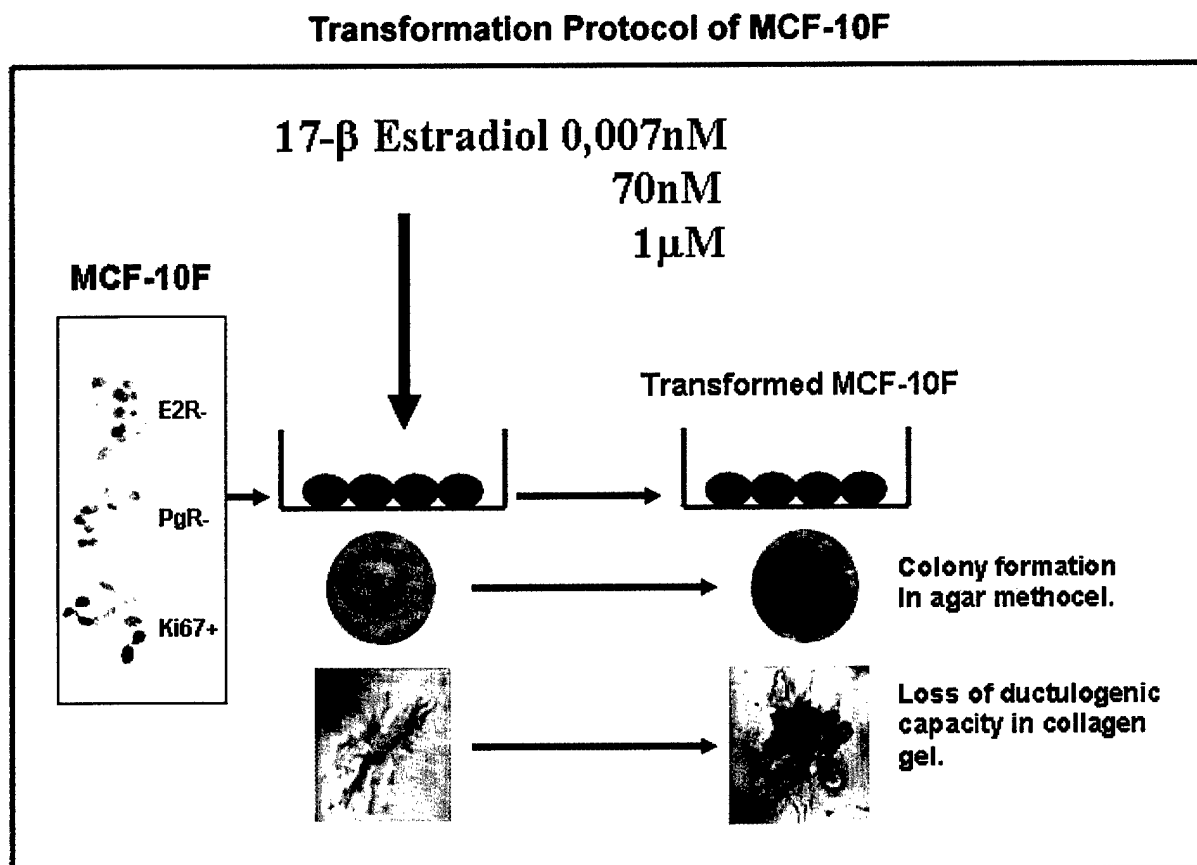 Transformation Protocol of MCF-10F
17-β Estradiol 0,007nM
70nM
1μM
MCF-10F
E2R-
PgR-
Ki67+
Transformed MCF-10F
Colony formation
In agar methocel.
Loss of ductulogenic
capacity in collagen
gel.